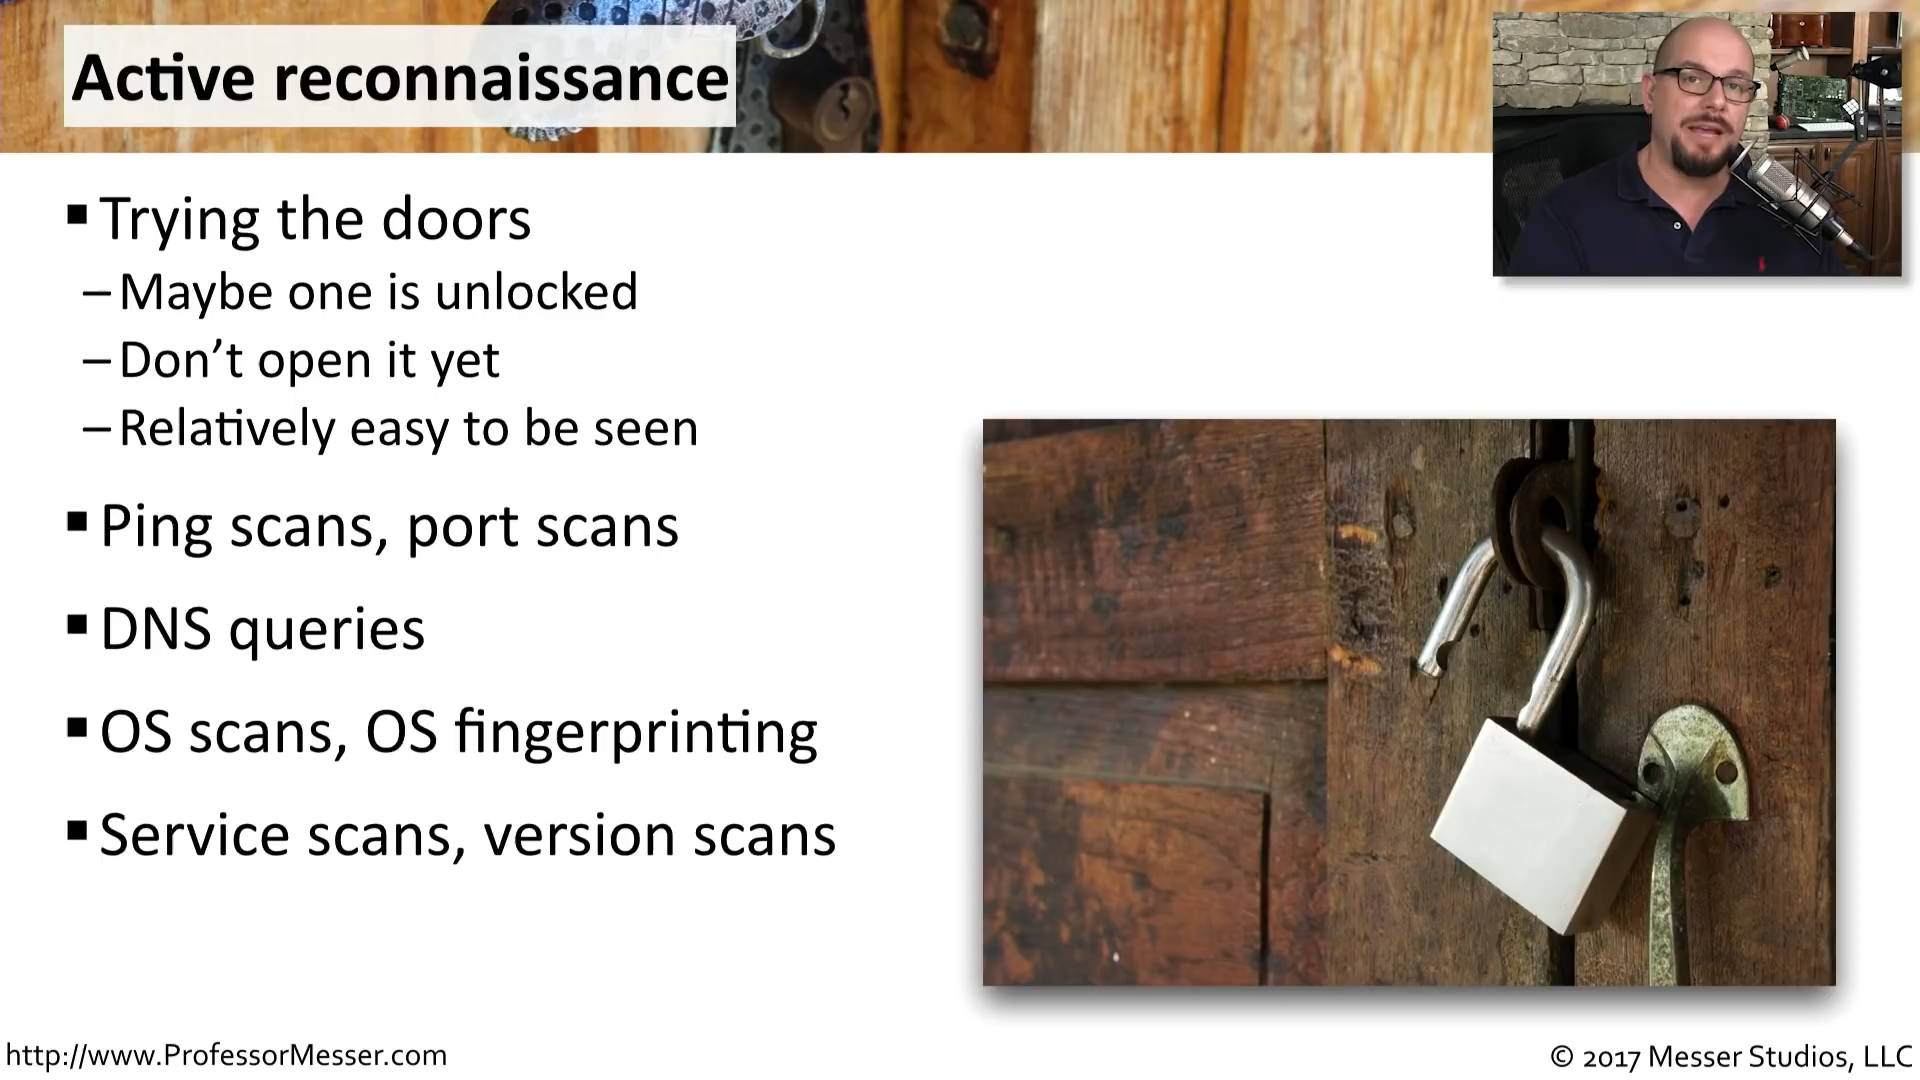 Active reconnaissance
▪ Trying the doors
– Maybe one is unlocked
– Don’t open it yet
– Relatively easy to be seen
▪ Ping scans, port scans
▪ DNS queries
▪ OS scans, OS fingerprinting
▪ Service scans, version scans
http://www.ProfessorMesser.com
© 2017 Messer Studios, LLC